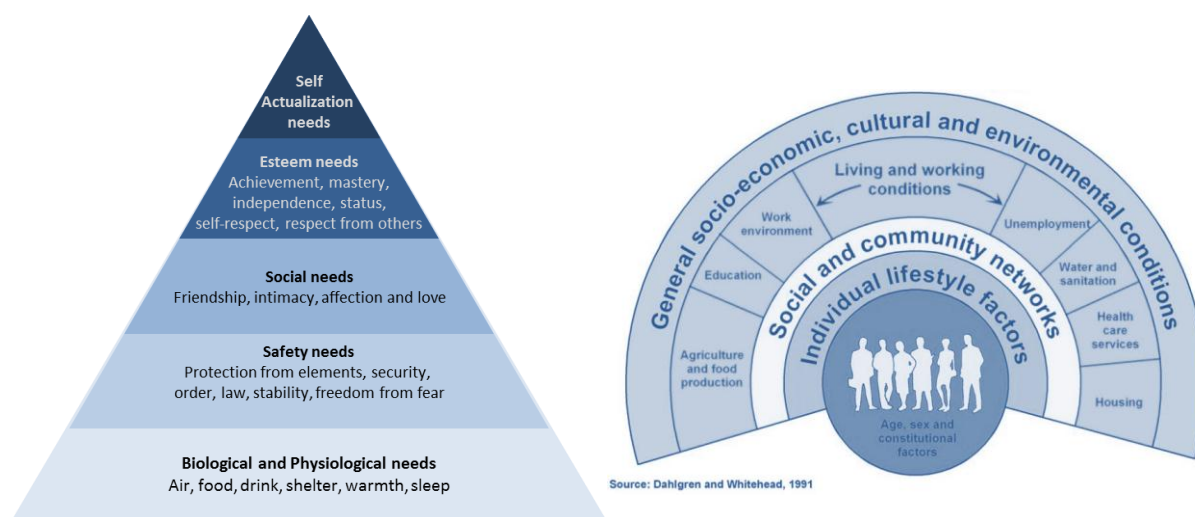 Self
Actualization
needs
Esteem needs
Achievement, mastery,
independence, status,
self-respect, respect from others
Social needs
Friendship, intimacy, affection and love
Safety needs
Protection from elements, security,
order, law, stability, freedom from fear
Biological and Physiological needs
Air, food, drink, shelter, warmth, sleep
General socio-economic, cultural and environmental conditions
Living and working
conditions
Work
environment
Unemployment
Education
Water and
sanitation
Agriculture
and food
production
Health
care
services
Housing
Social and community networks
Individual lifestyle factors
Age, sex and
constitutional
factors
Source: Dahlgren and Whitehead, 1991